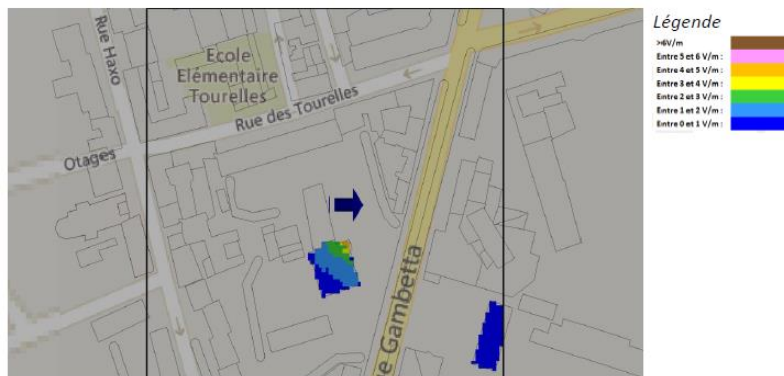 Légende
>6V/m
Entre 5 et 6 V/m :
Entre 4 et 5 V/m :
Entre 3 et 4 V/m :
Entre 2 et 3 V/m :
Entre 1 et 2 V/m :
Entre 0 et 1 V/m :
Rue Haxo
Ecole
Elémentaire
Tourelles
Rue des Tourelles
Otages
e Gambetta